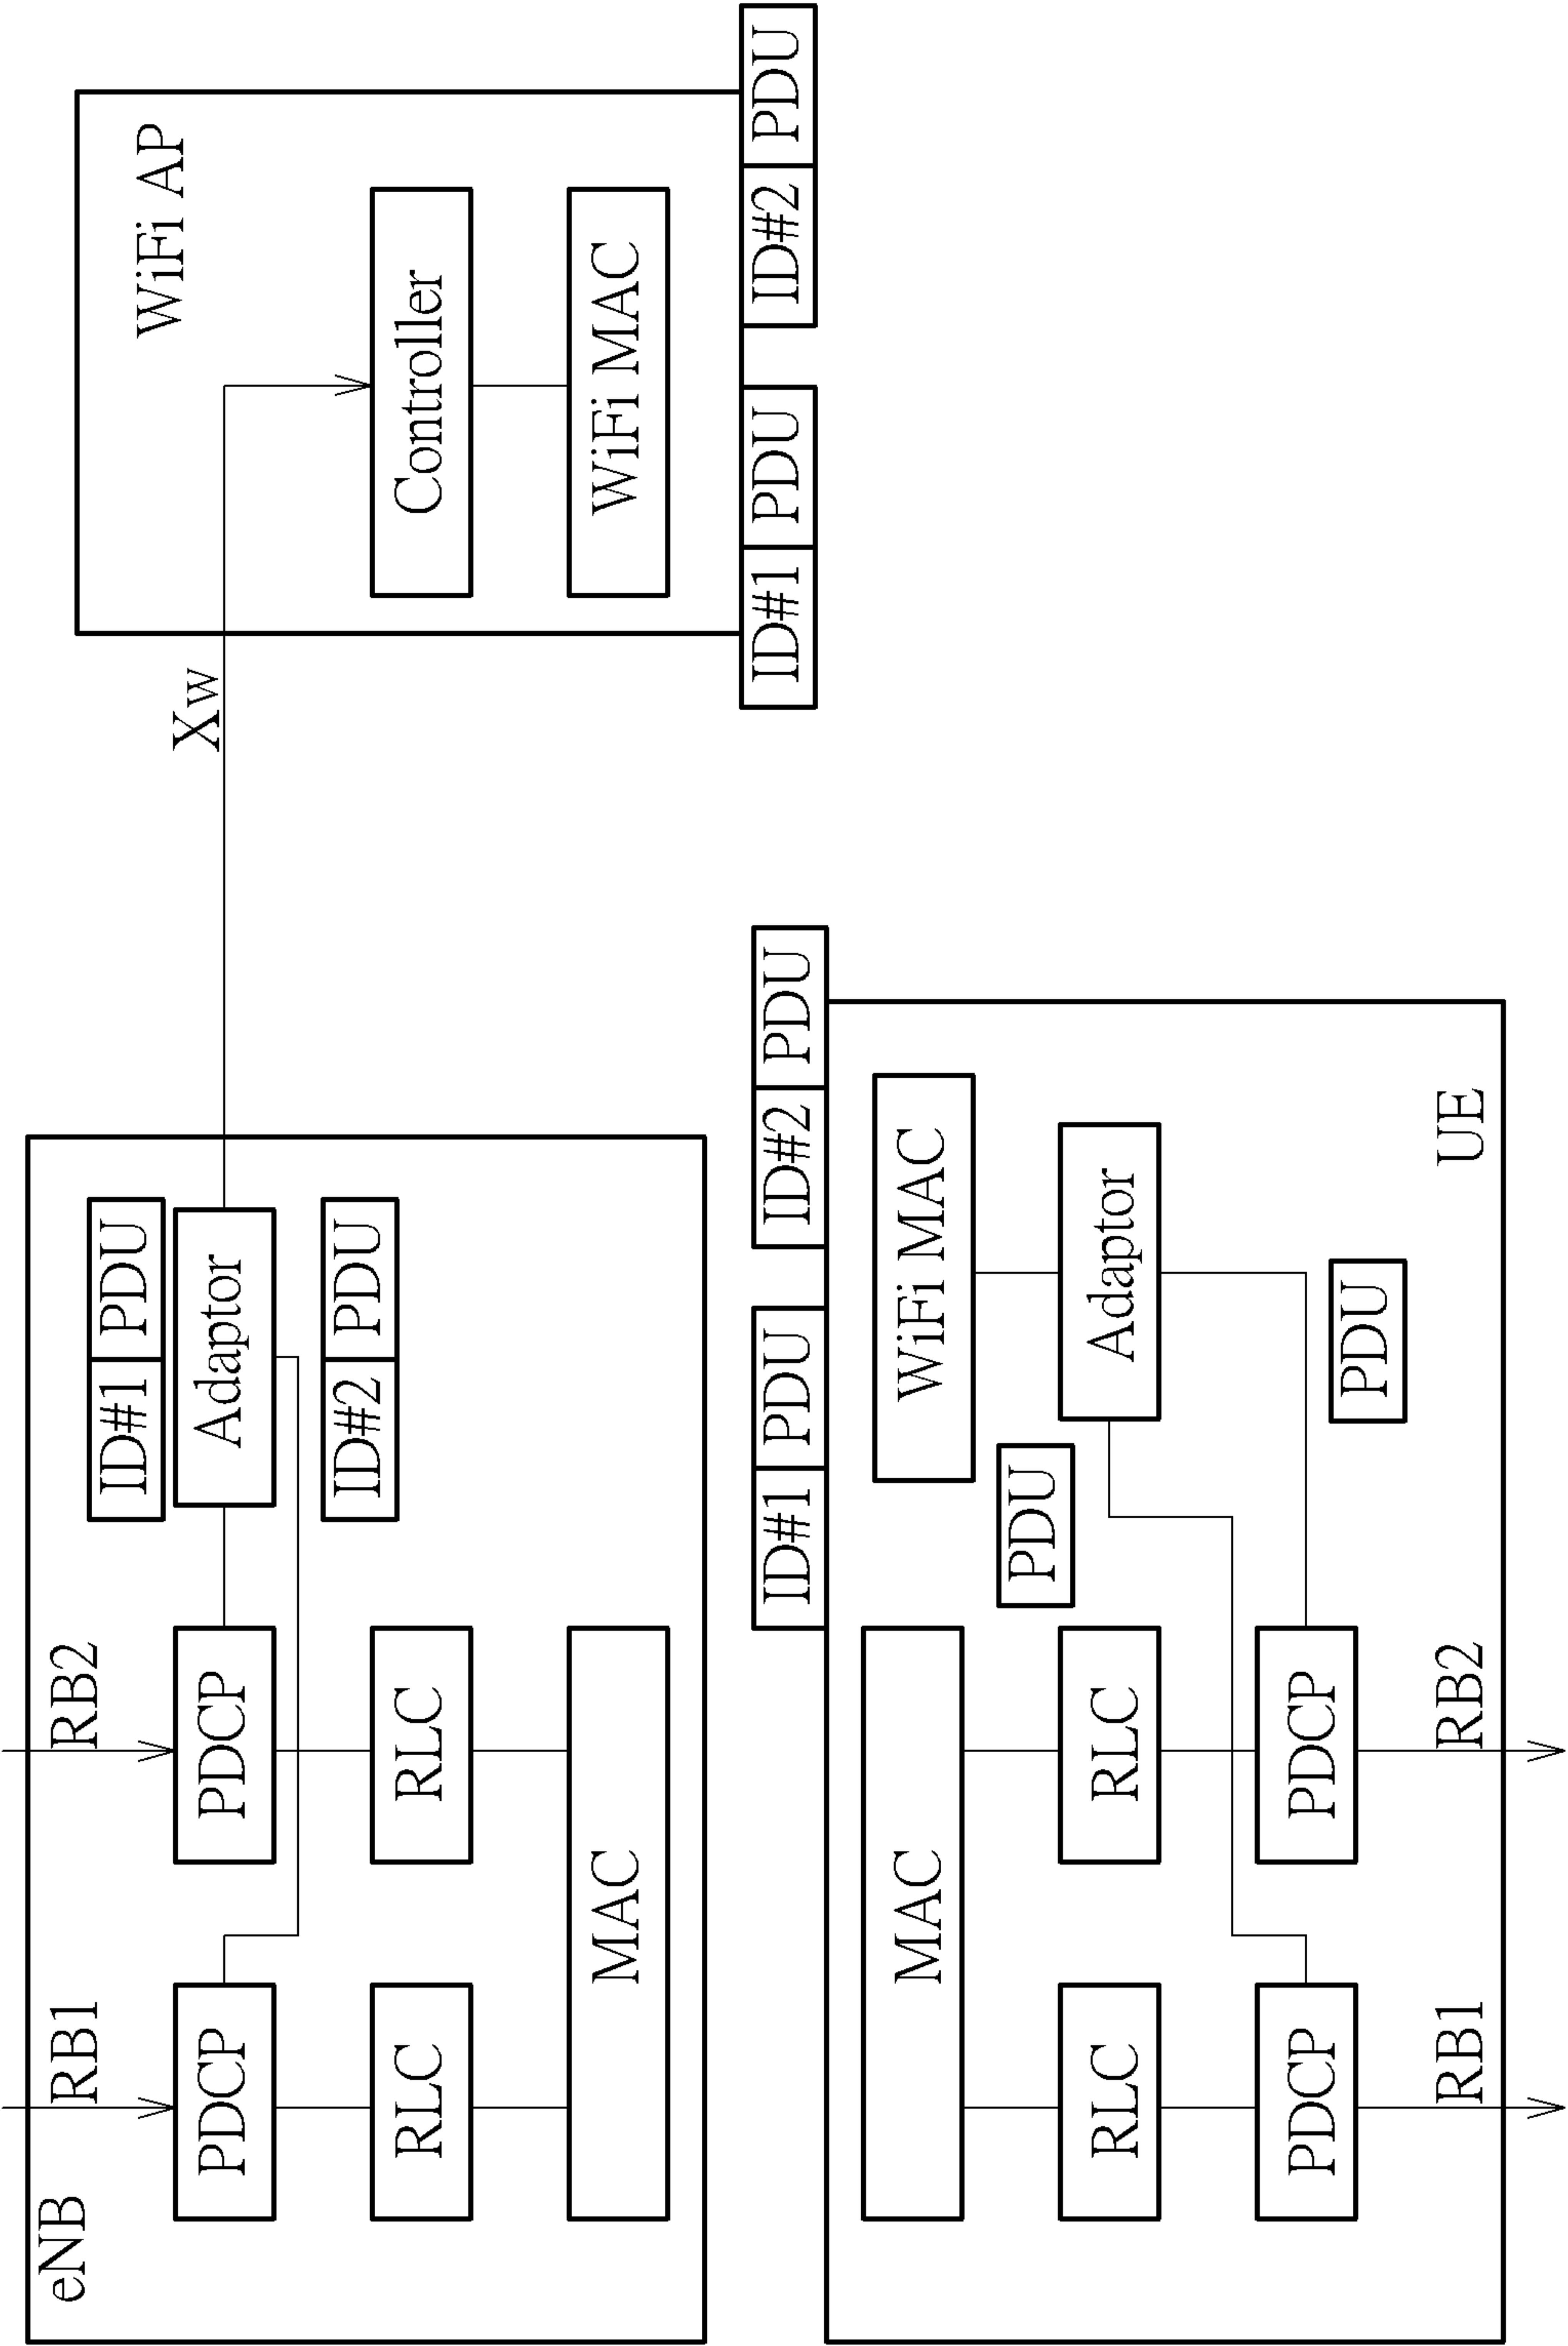 eNB
RB1
RB2
ID#1 PDU
PDCP
PDCP
Adaptor
ID#2 PDU
RLC
RLC
MAC
Xw
WiFi AP
Controller
WiFi MAC
ID#1 PDU
ID#2 PDU
ID#1 PDU
ID#2 PDU
MAC
WiFi MAC
PDU
RLC
RLC
Adaptor
PDCP
PDCP
PDU
RB1
RB2
UE